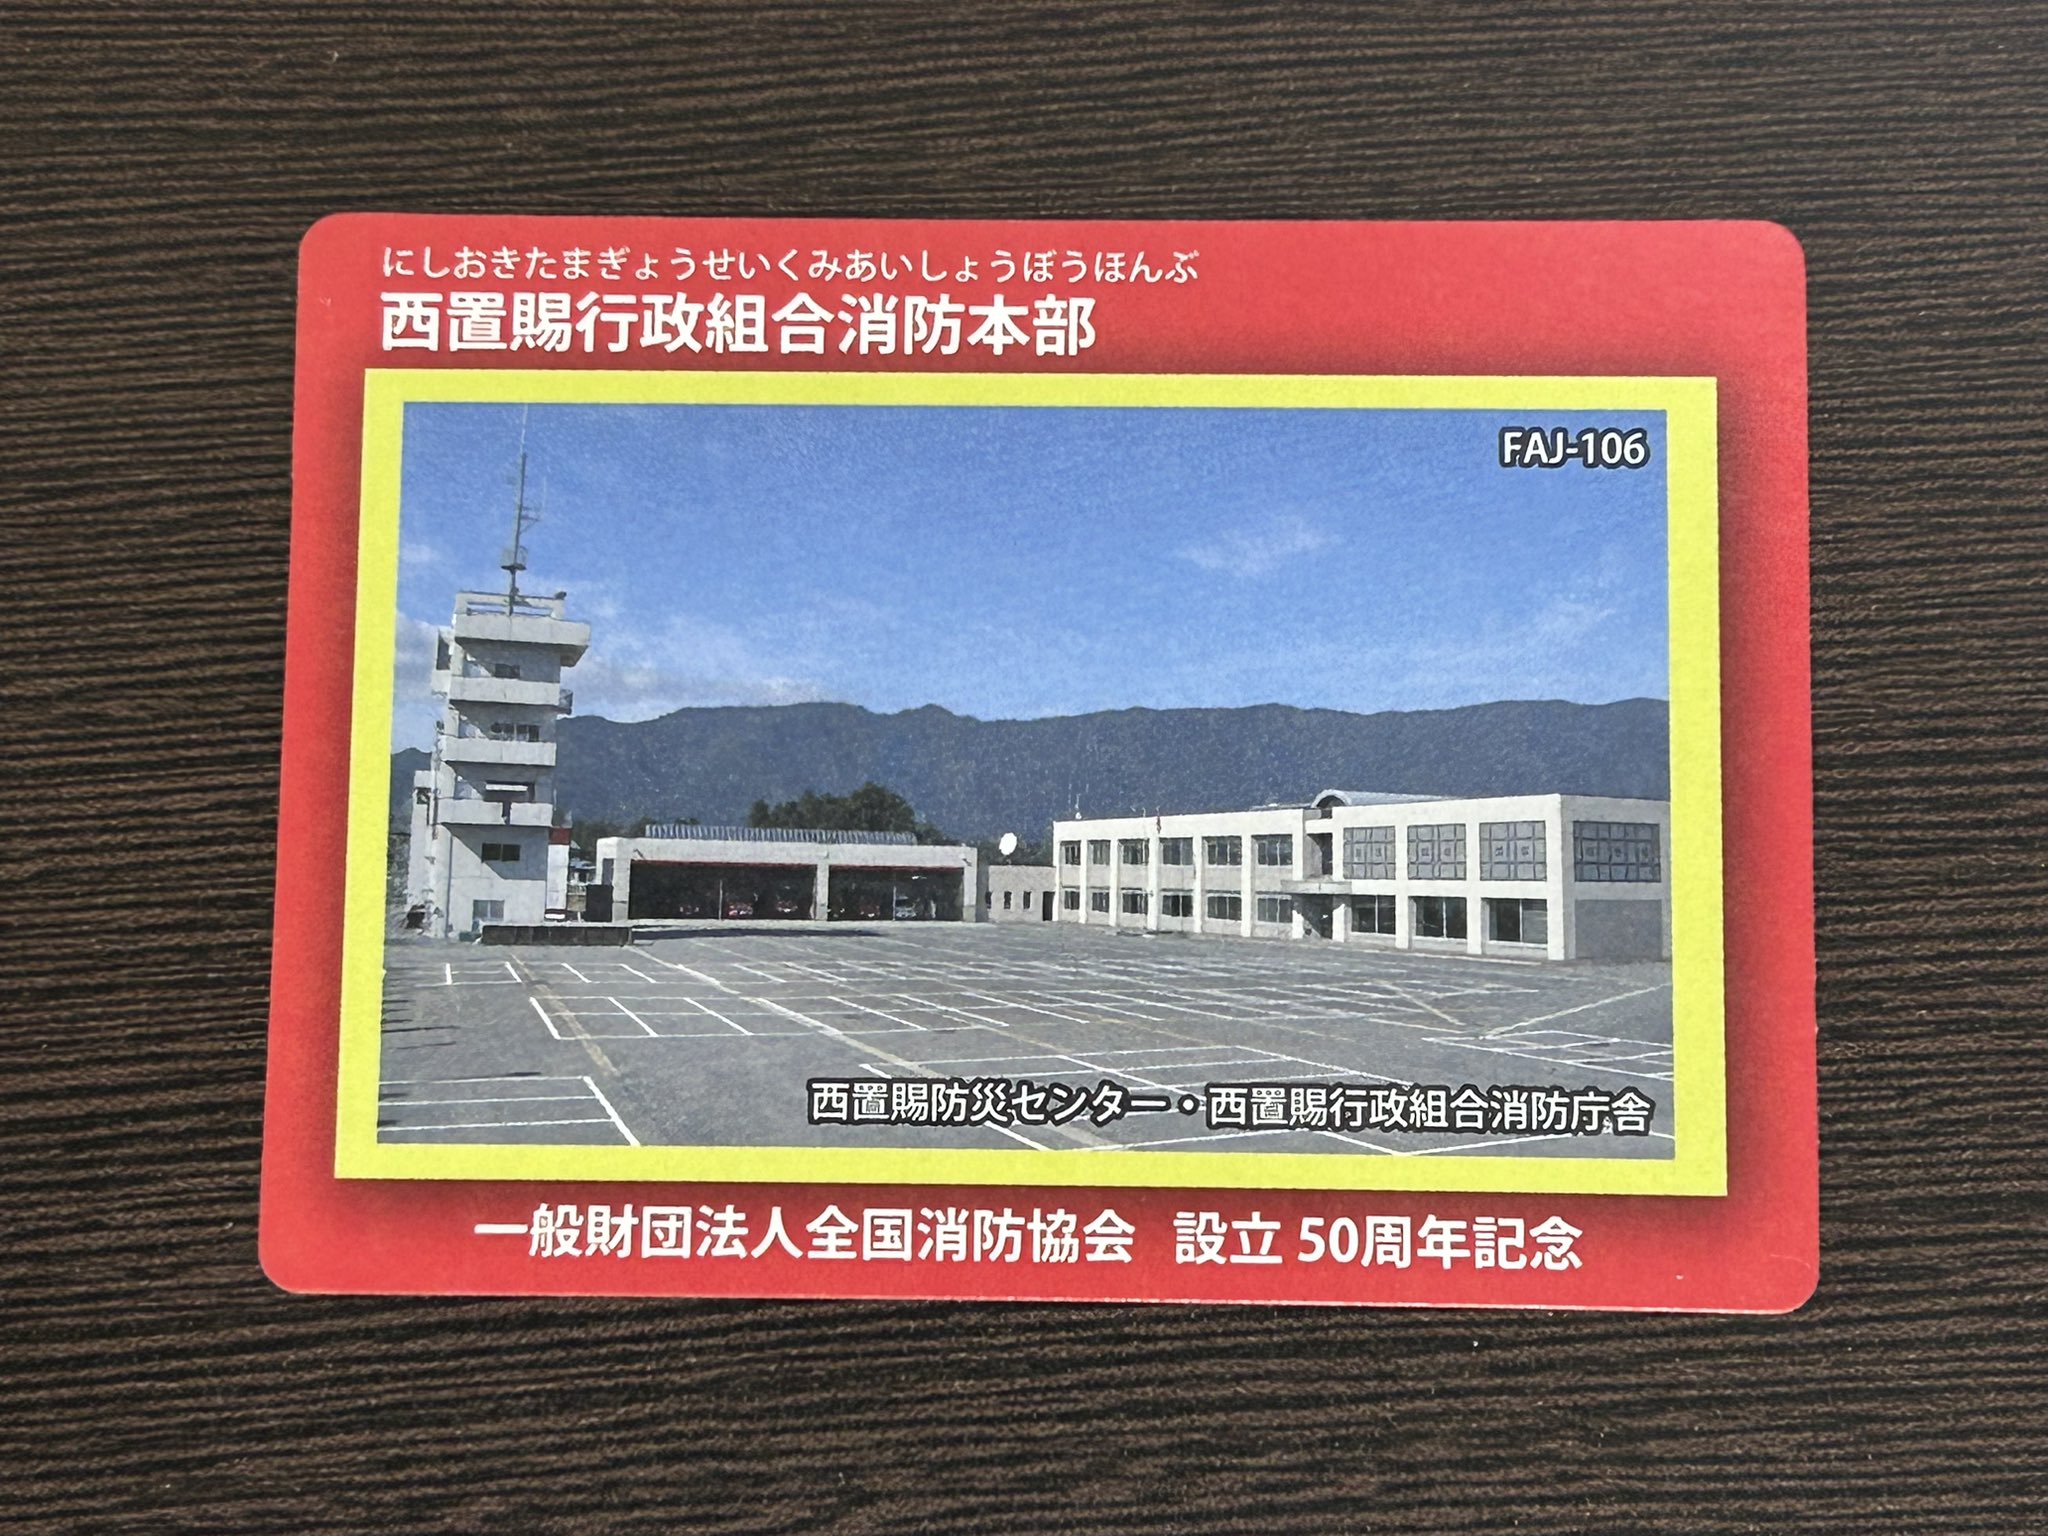 にしおきたまぎょうせいくみあいしょうぼうほんぶ
西置賜行政組合消防本部
FAJ-106
西置賜防災センター・西置賜行政組合消防庁舎
一般財団法人全国消防協会 設立50周年記念